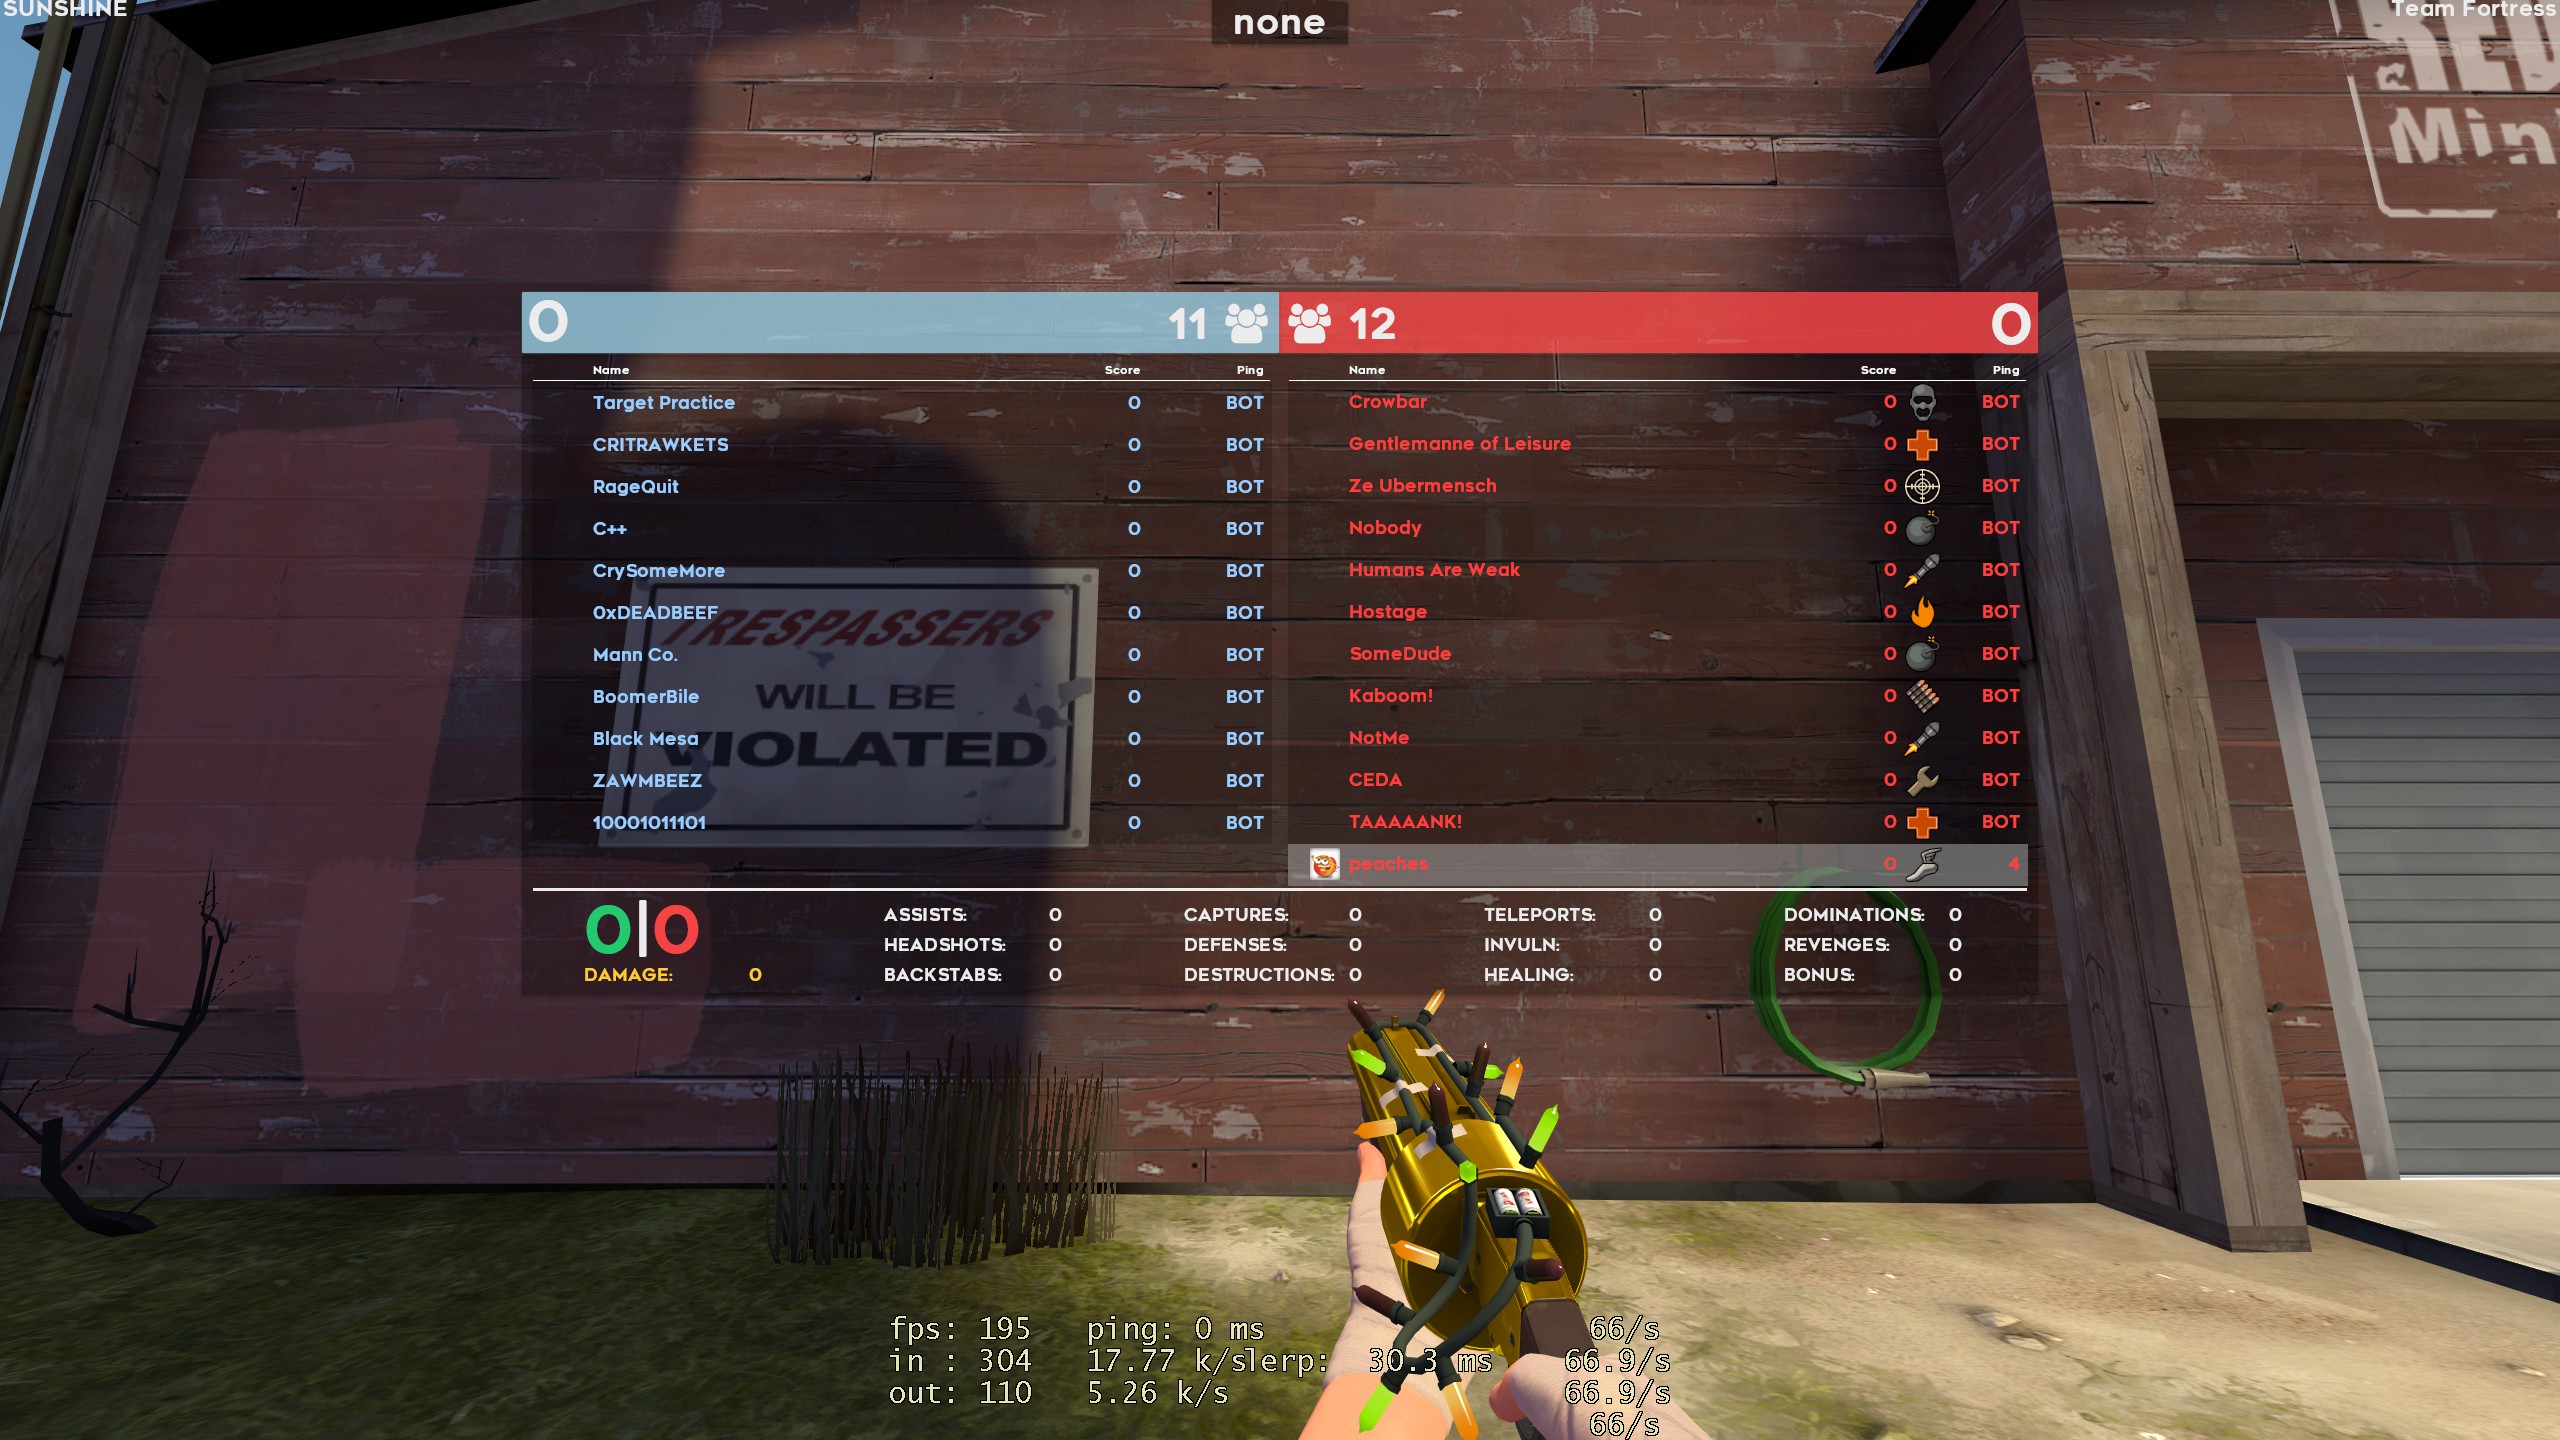 SUNSHINE
none
Team Fortress
RED
Min
0 11 12 0
Name Score Ping Name Score Ping
Target Practice 0 BOT
CRITRAWKETS 0 BOT
RageQuit 0 BOT
C++ 0 BOT
CrySomeMore 0 BOT
0xDEADBEEF 0 BOT
Mann Co. 0 BOT
BoomerBile 0 BOT
Black Mesa 0 BOT
ZAWMBEEZ 0 BOT
10001011101 0 BOT
Crowbar 0 BOT
Gentlemanne of Leisure 0 BOT
Ze Ubermensch 0 BOT
Nobody 0 BOT
Humans Are Weak 0 BOT
Hostage 0 BOT
SomeDude 0 BOT
Kaboom! 0 BOT
NotMe 0 BOT
CEDA 0 BOT
TAAAAANK! 0 BOT
peaches 0 4
TRESPASSERS
WILL BE
VIOLATED
0|0
DAMAGE: 0
ASSISTS: 0
HEADSHOTS: 0
BACKSTABS: 0
CAPTURES: 0
DEFENSES: 0
DESTRUCTIONS: 0
TELEPORTS: 0
INVULN: 0
HEALING: 0
DOMINATIONS: 0
REVENGES: 0
BONUS: 0
fps: 195 ping: 0 ms 66/s
in : 304 17.77 k/slerp: 30.3 ms 66.9/s
out: 110 5.26 k/s 66.9/s
66/s